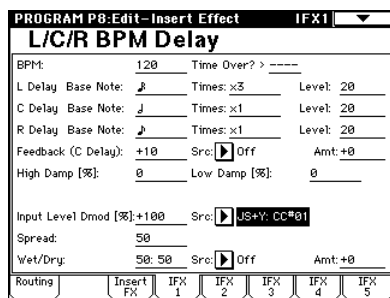 PROGRAM P8:Edit-Insert Effect IFX1
L/C/R BPM Delay
BPM: 120 Time Over? > ----
L Delay Base Note: ♪ Times: x3 Level: 20
C Delay Base Note: 𝅗𝅥 Times: x1 Level: 20
R Delay Base Note: ♪ Times: x1 Level: 20
Feedback (C Delay): +10 Src: Off Amt: +0
High Damp [%]: 0 Low Damp [%]: 0
Input Level Dmod [%]: +100 Src: JS+Y: CC#01
Spread: 50
Wet/Dry: 50: 50 Src: Off Amt: +0
Routing Insert FX IFX 1 IFX 2 IFX 3 IFX 4 IFX 5